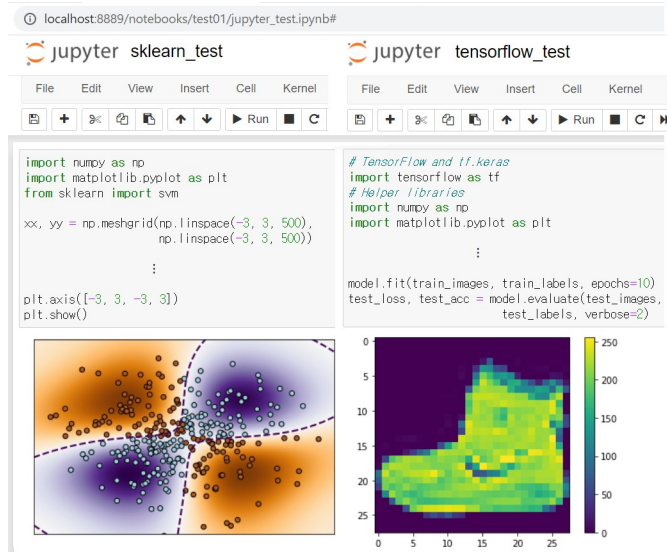 localhost:8889/notebooks/test01/jupyter_test.ipynb#
jupyter sklearn_test
File Edit View Insert Cell Kernel
Run C
import numpy as np
import matplotlib.pyplot as plt
from sklearn import svm
xx, yy = np.meshgrid(np.linspace(-3, 3, 500),
np.linspace(-3, 3, 500))
⋮
plt.axis([-3, 3, -3, 3])
plt.show()
jupyter tensorflow_test
File Edit View Insert Cell Kernel
Run C
# TensorFlow and tf.keras
import tensorflow as tf
# Helper libraries
import numpy as np
import matplotlib.pyplot as plt
⋮
model.fit(train_images, train_labels, epochs=10)
test_loss, test_acc = model.evaluate(test_images,
test_labels, verbose=2)
0
5
10
15
20
25
0 5 10 15 20 25
250
200
150
100
50
0